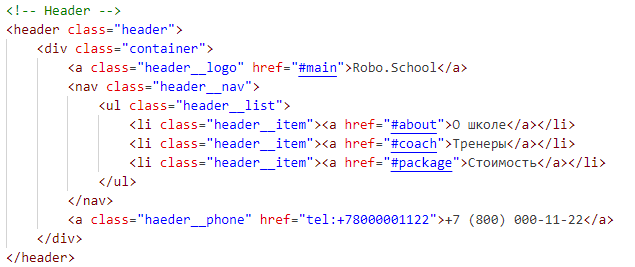 <!-- Header -->
<header class="header">
<div class="container">
<a class="header__logo" href="#main">Robo.School</a>
<nav class="header__nav">
<ul class="header__list">
<li class="header__item"><a href="#about">О школе</a></li>
<li class="header__item"><a href="#coach">Тренеры</a></li>
<li class="header__item"><a href="#package">Стоимость</a></li>
</ul>
</nav>
<a class="haeder__phone" href="tel:+78000001122">+7 (800) 000-11-22</a>
</div>
</header>